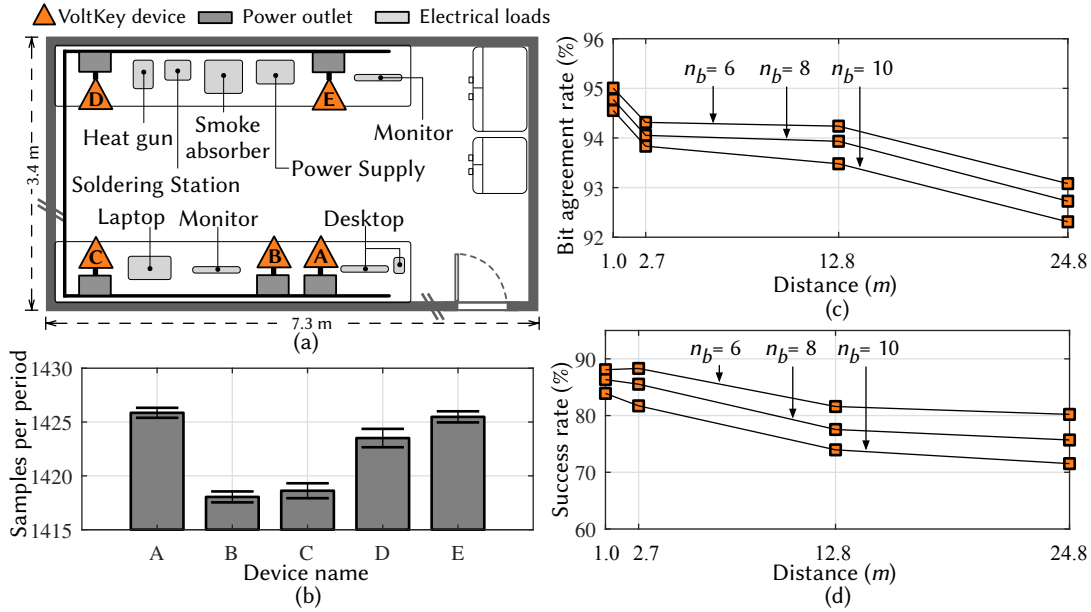 VoltKey device Power outlet Electrical loads
D E
Heat gun Smoke absorber Monitor
Power Supply
Soldering Station
Laptop Monitor Desktop
C B A
3.4 m
7.3 m
(a)
Samples per period
1430
1425
1420
1415
A B C D E
Device name
(b)
Bit agreement rate (%)
96
95
94
93
92
n_b= 6 n_b= 8 n_b= 10
1.0 2.7 12.8 24.8
Distance (m)
(c)
Success rate (%)
90
80
70
60
n_b= 6 n_b= 8 n_b= 10
1.0 2.7 12.8 24.8
Distance (m)
(d)